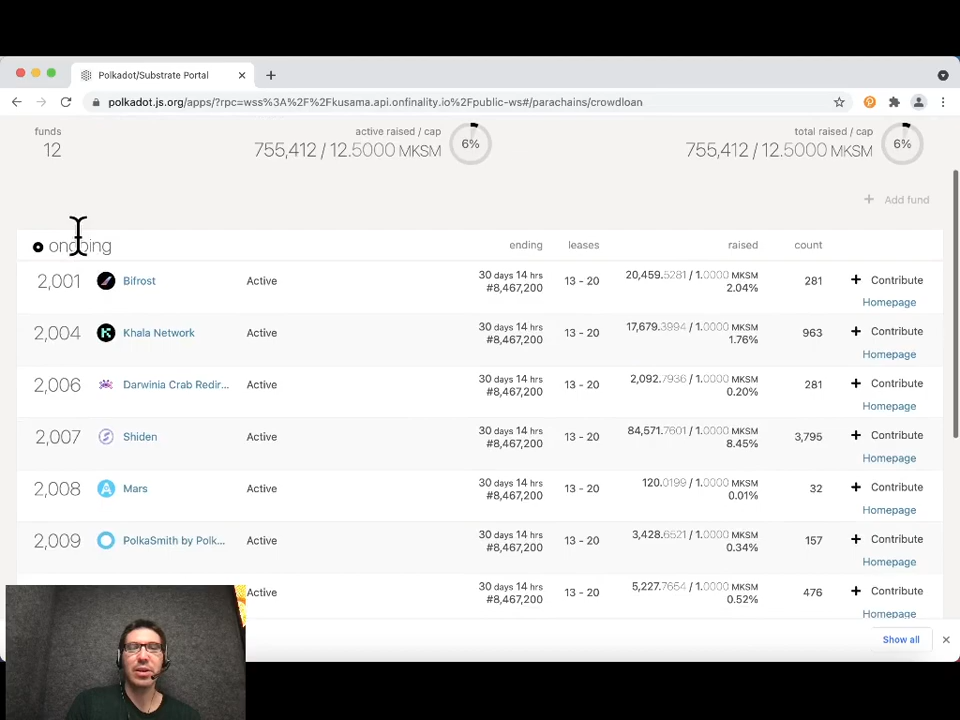 Polkadot/Substrate Portal
polkadot.js.org/apps/?rpc=wss%3A%2F%2Fkusama.api.onfinality.io%2Fpublic-ws#/parachains/crowdloan
funds
12
active raised / cap
755,412 / 12.5000 MKSM
6%
total raised / cap
755,412 / 12.5000 MKSM
6%
Add fund
ongoing ending leases raised count
2,001 Bifrost Active 30 days 14 hrs 13 - 20 20,459.5281 / 1.0000 MKSM 281 Contribute
#8,467,200 2.04% Homepage
2,004 Khala Network Active 30 days 14 hrs 13 - 20 17,679.3994 / 1.0000 MKSM 963 Contribute
#8,467,200 1.76% Homepage
2,006 Darwinia Crab Redir... Active 30 days 14 hrs 13 - 20 2,092.7936 / 1.0000 MKSM 281 Contribute
#8,467,200 0.20% Homepage
2,007 Shiden Active 30 days 14 hrs 13 - 20 84,571.7601 / 1.0000 MKSM 3,795 Contribute
#8,467,200 8.45% Homepage
2,008 Mars Active 30 days 14 hrs 13 - 20 120.0199 / 1.0000 MKSM 32 Contribute
#8,467,200 0.01% Homepage
2,009 PolkaSmith by Polk... Active 30 days 14 hrs 13 - 20 3,428.6521 / 1.0000 MKSM 157 Contribute
#8,467,200 0.34% Homepage
Active 30 days 14 hrs 13 - 20 5,227.7654 / 1.0000 MKSM 476 Contribute
#8,467,200 0.52% Homepage
Show all